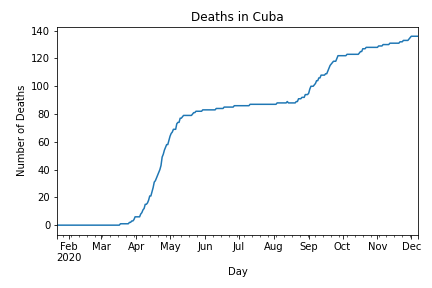 Deaths in Cuba
140
120
100
80
60
40
20
0
Number of Deaths
Feb Mar Apr May Jun Jul Aug Sep Oct Nov Dec
2020
Day